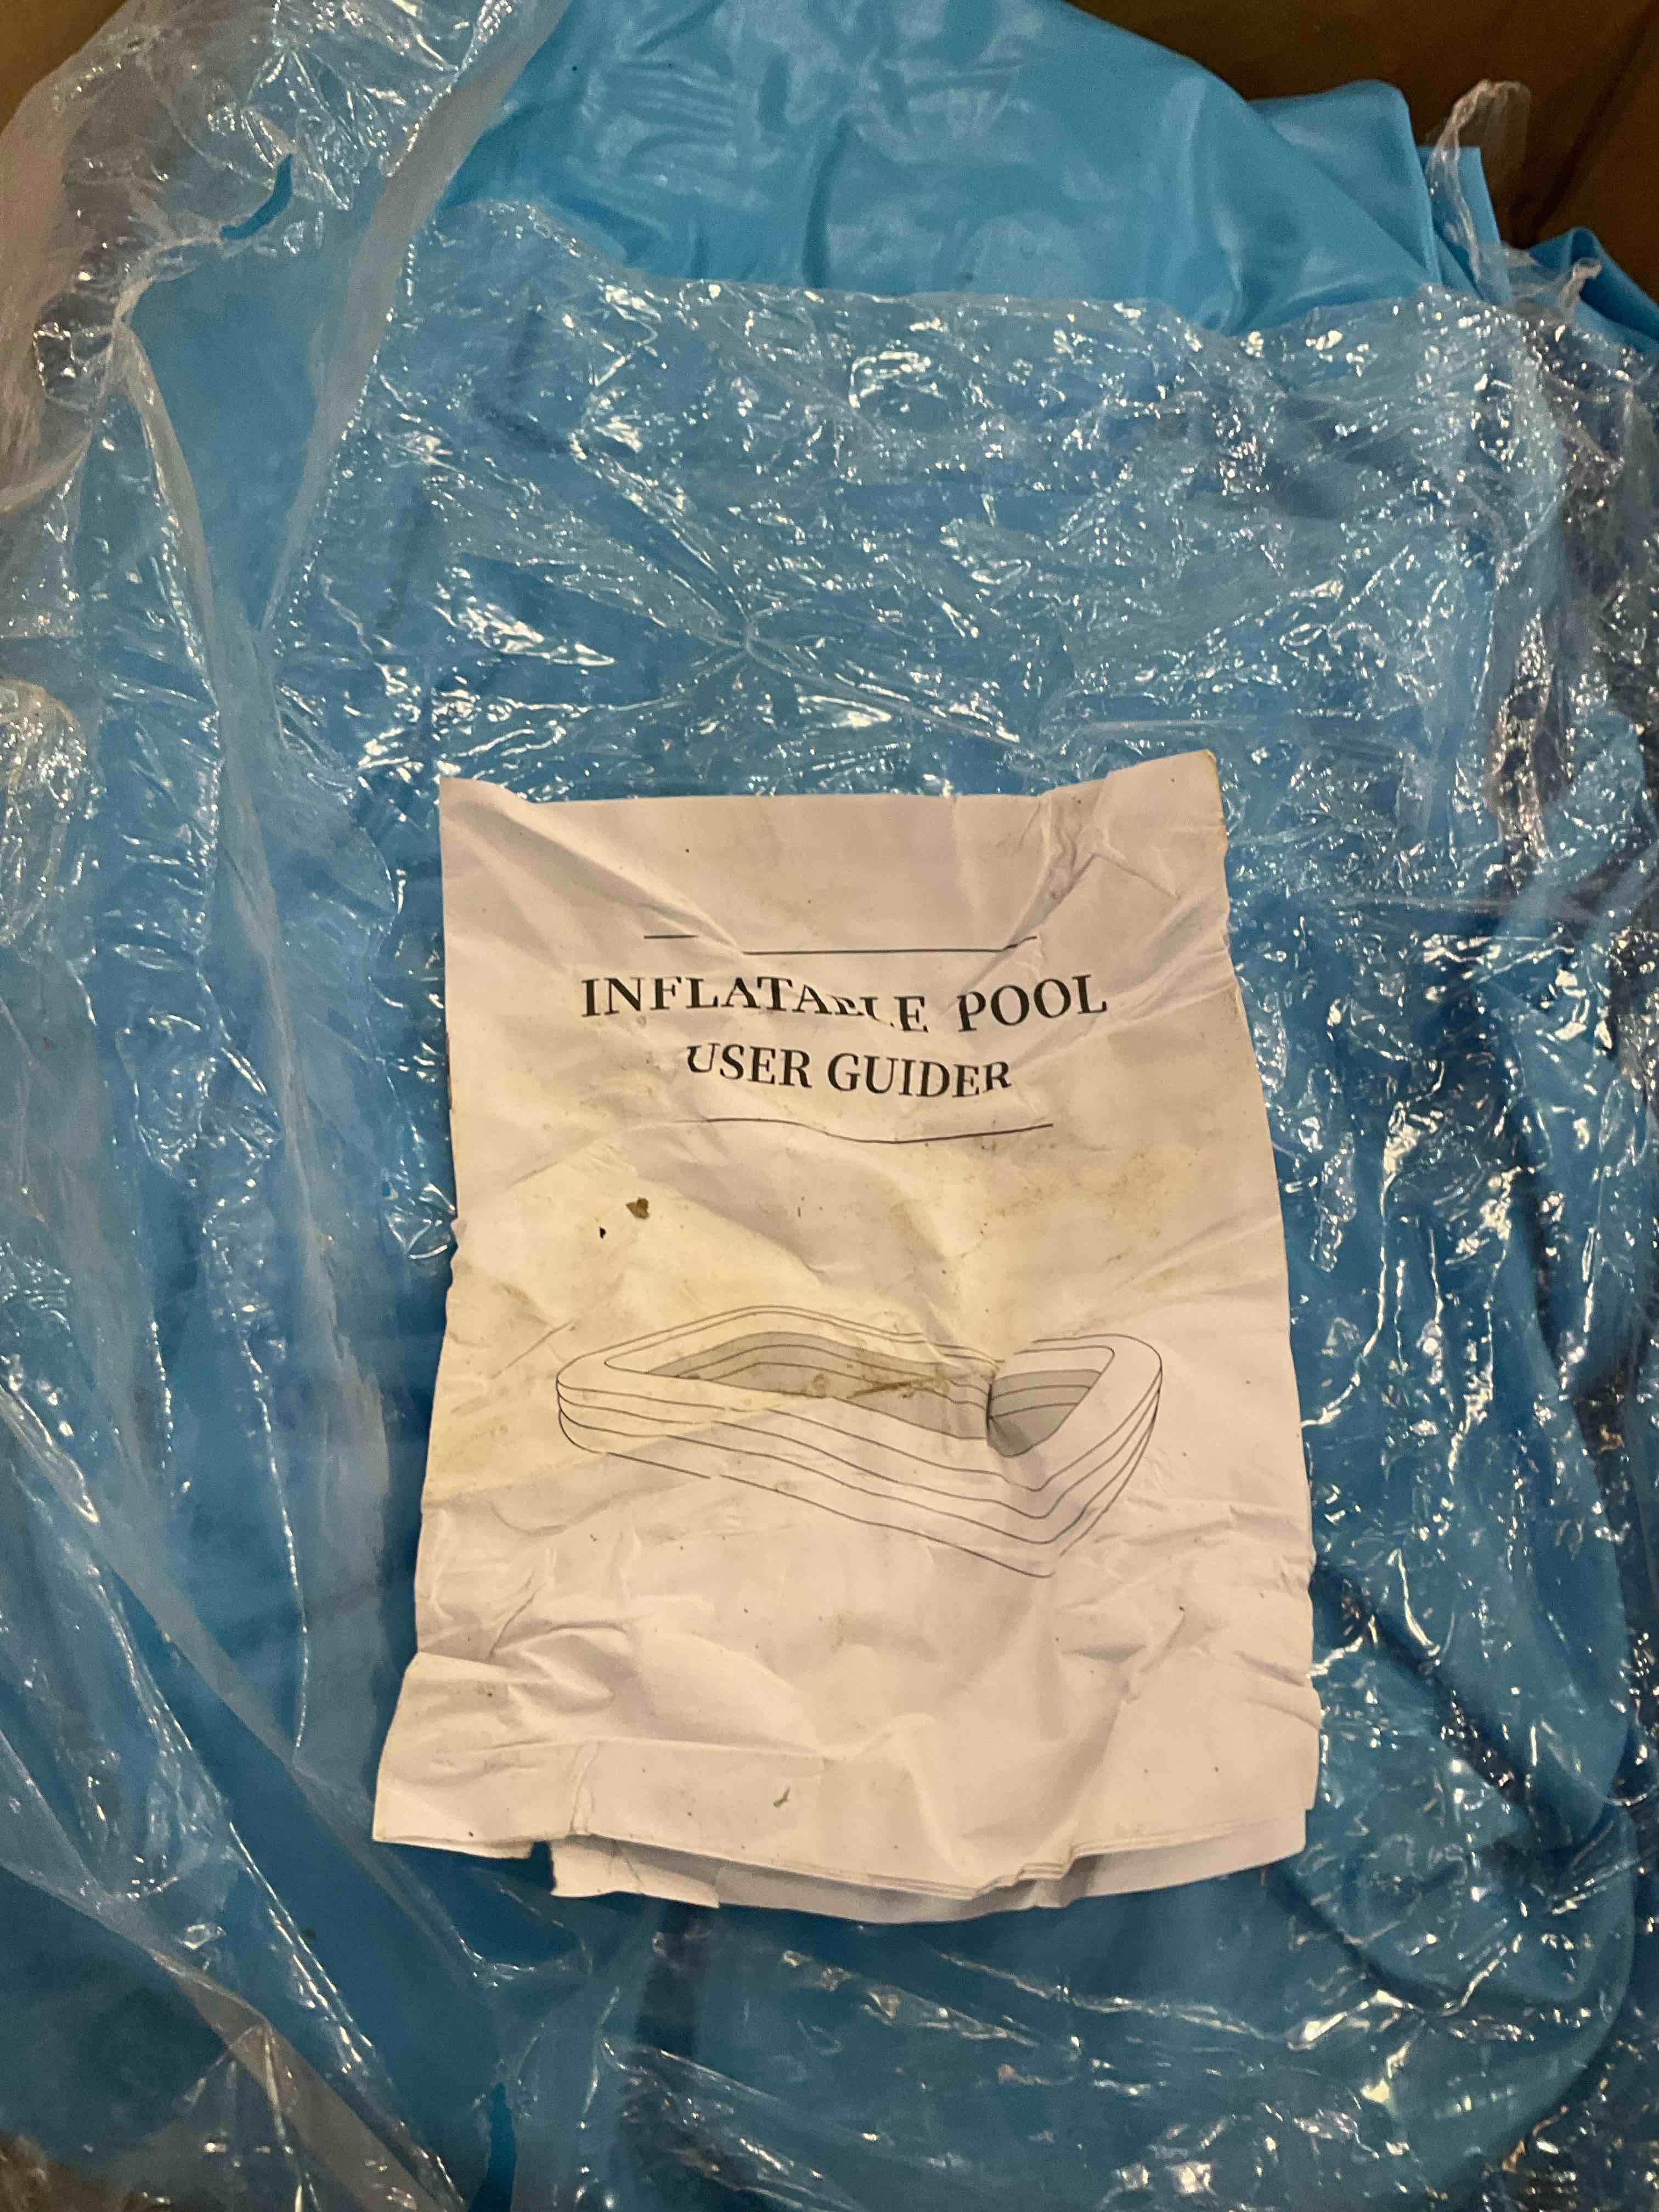 INFLATABLE POOL
USER GUIDER